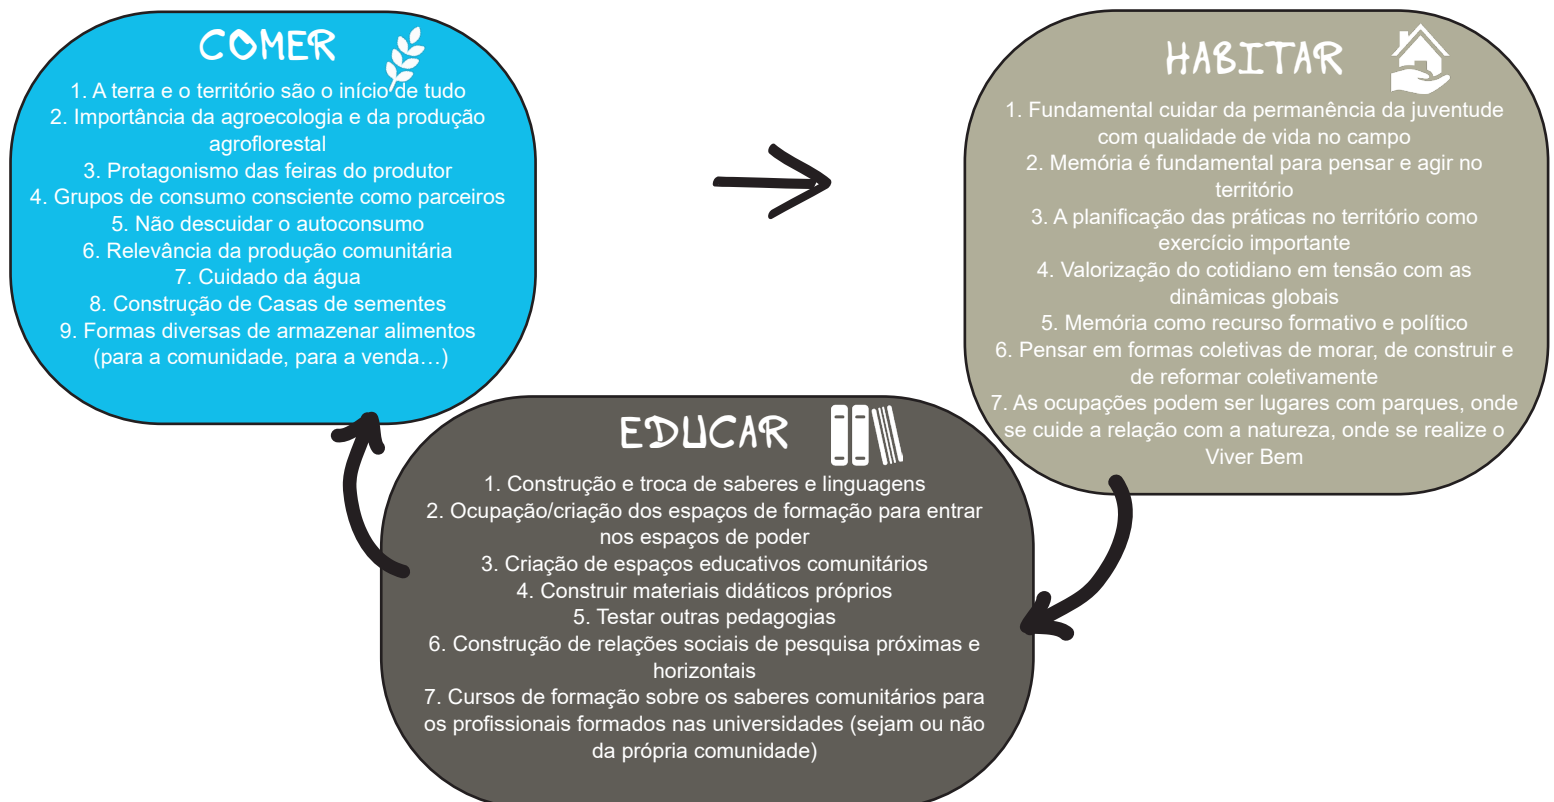 COMER
1. A terra e o território são o início de tudo
2. Importância da agroecologia e da produção
agroflorestal
3. Protagonismo das feiras do produtor
4. Grupos de consumo consciente como parceiros
5. Não descuidar o autoconsumo
6. Relevância da produção comunitária
7. Cuidado da água
8. Construção de Casas de sementes
9. Formas diversas de armazenar alimentos
(para a comunidade, para a venda…)
HABITAR
1. Fundamental cuidar da permanência da juventude
com qualidade de vida no campo
2. Memória é fundamental para pensar e agir no
território
3. A planificação das práticas no território como
exercício importante
4. Valorização do cotidiano em tensão com as
dinâmicas globais
5. Memória como recurso formativo e político
6. Pensar em formas coletivas de morar, de construir e
de reformar coletivamente
7. As ocupações podem ser lugares com parques, onde
se cuide a relação com a natureza, onde se realize o
Viver Bem
EDUCAR
1. Construção e troca de saberes e linguagens
2. Ocupação/criação dos espaços de formação para entrar
nos espaços de poder
3. Criação de espaços educativos comunitários
4. Construir materiais didáticos próprios
5. Testar outras pedagogias
6. Construção de relações sociais de pesquisa próximas e
horizontais
7. Cursos de formação sobre os saberes comunitários para
os profissionais formados nas universidades (sejam ou não
da própria comunidade)